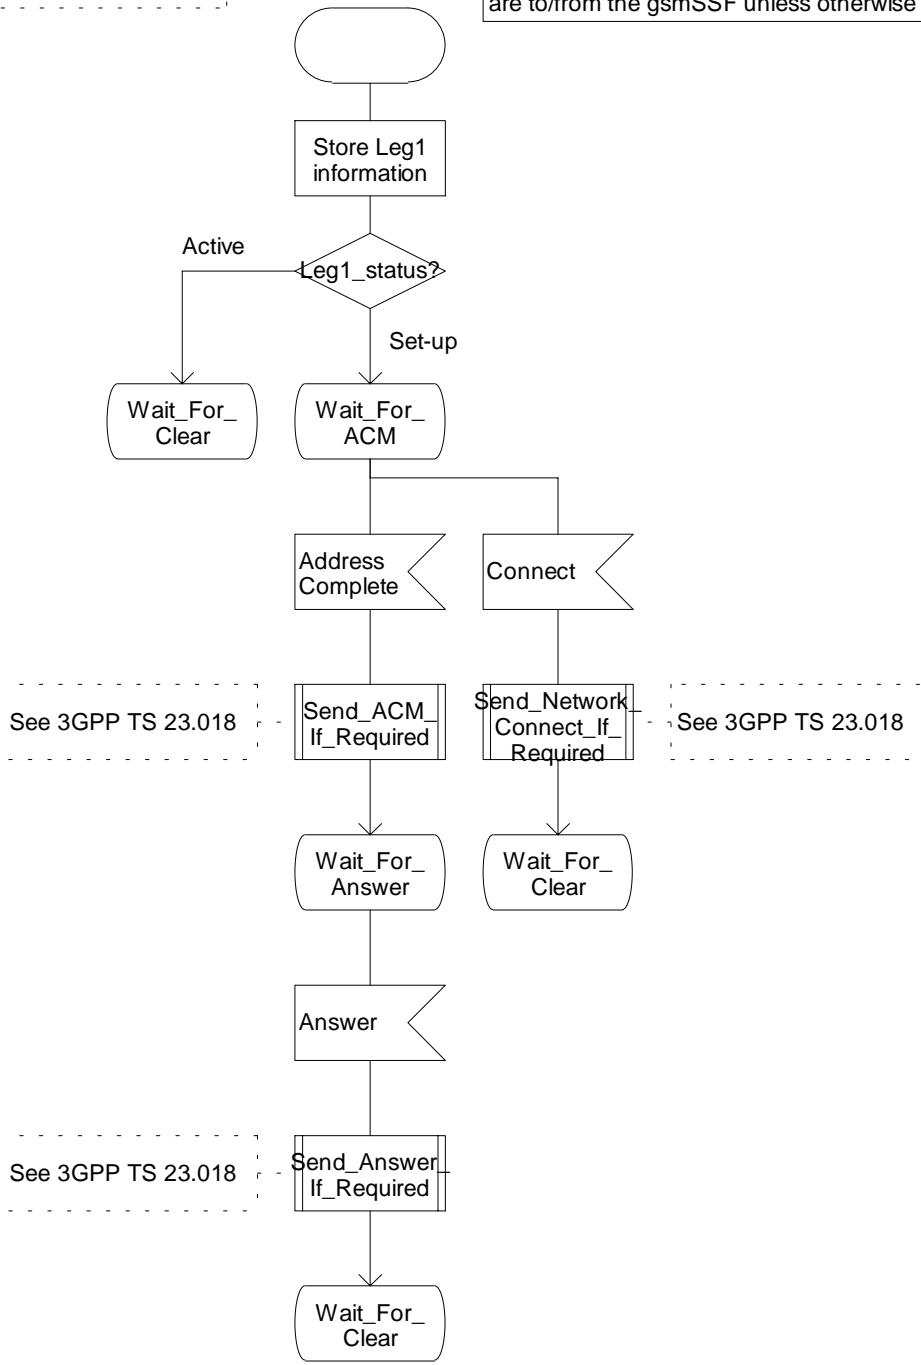 are to/from the gsmSSF unless otherwise
Store Leg1
information
Active
Leg1_status?
Set-up
Wait_For_
Clear
Wait_For_
ACM
Address
Complete
Connect
See 3GPP TS 23.018
Send_ACM_
If_Required
Send_Network_
Connect_If_
Required
See 3GPP TS 23.018
Wait_For_
Answer
Wait_For_
Clear
Answer
See 3GPP TS 23.018
Send_Answer_
If_Required
Wait_For_
Clear